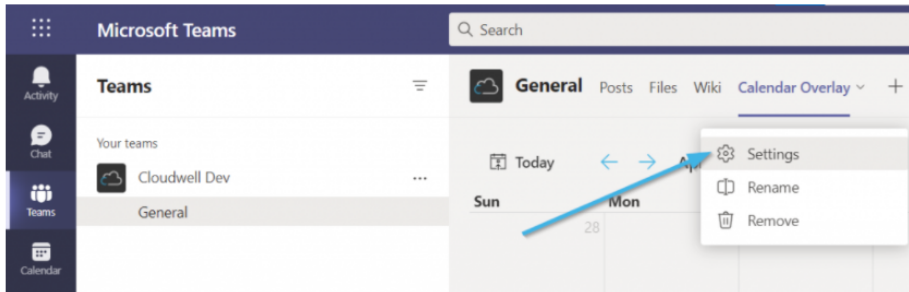 Microsoft Teams
Search
Activity
Chat
Teams
Calendar
Teams
Your teams
Cloudwell Dev
...
General
General Posts Files Wiki Calendar Overlay +
Today
Settings
Rename
Remove
Sun Mon
28